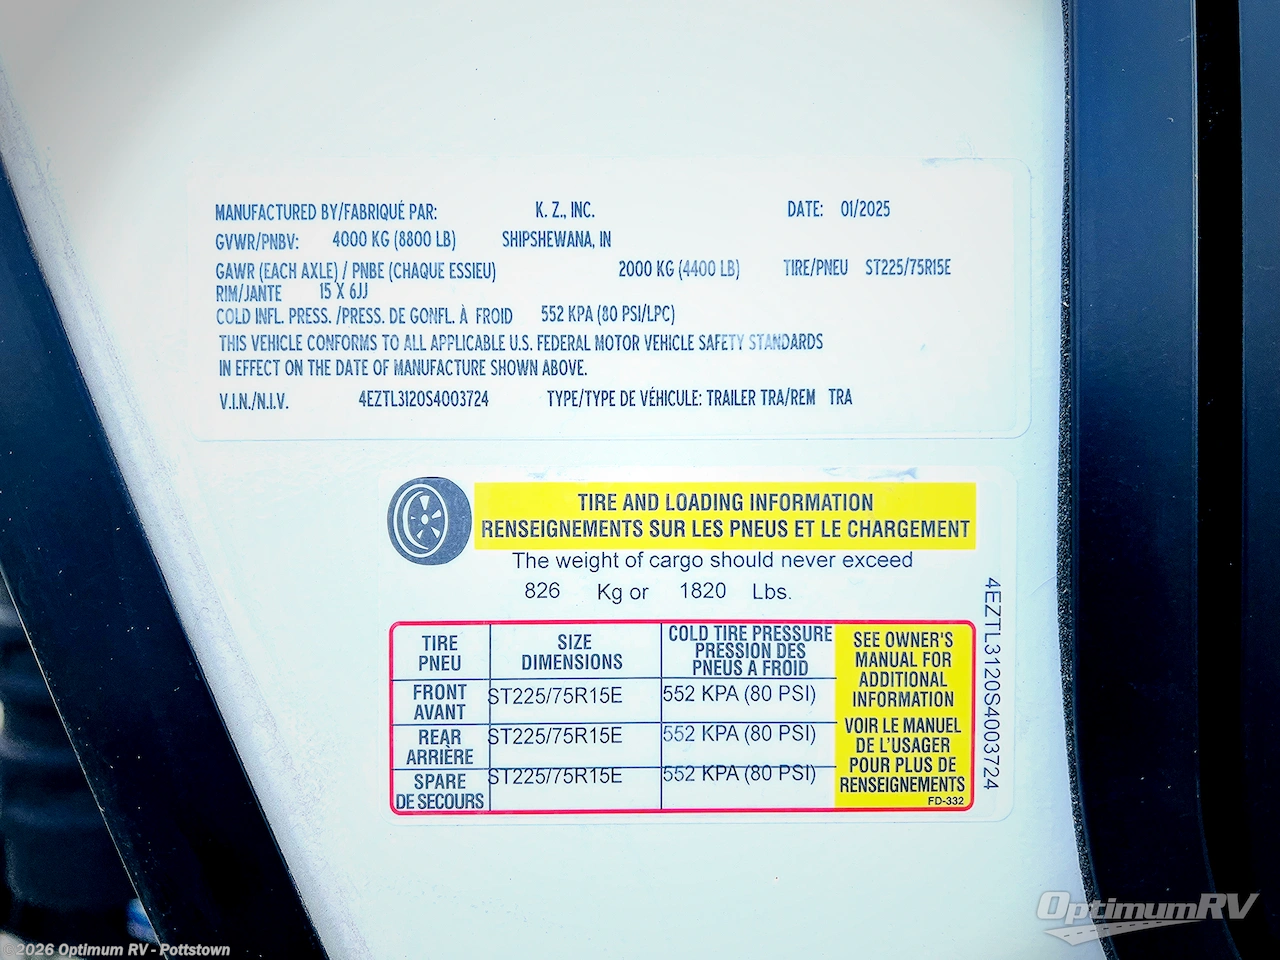 MANUFACTURED BY/FABRIQUÉ PAR: K. Z., INC. DATE: 01/2025
GVWR/PNBV: 4000 KG (8800 LB) SHIPSHEWANA, IN
GAWR (EACH AXLE) / PNBE (CHAQUE ESSIEU) 2000 KG (4400 LB) TIRE/PNEU ST225/75R15E
RIM/JANTE 15 X 6JJ
COLD INFL. PRESS. /PRESS. DE GONFL. À FROID 552 KPA (80 PSI/LPC)
THIS VEHICLE CONFORMS TO ALL APPLICABLE U.S. FEDERAL MOTOR VEHICLE SAFETY STANDARDS
IN EFFECT ON THE DATE OF MANUFACTURE SHOWN ABOVE.
V.I.N./N.I.V. 4EZTL3120S4003724 TYPE/TYPE DE VÉHICULE: TRAILER TRA/REM TRA
TIRE AND LOADING INFORMATION
RENSEIGNEMENTS SUR LES PNEUS ET LE CHARGEMENT
The weight of cargo should never exceed
826 Kg or 1820 Lbs.
TIRE
PNEU
SIZE
DIMENSIONS
COLD TIRE PRESSURE
PRESSION DES
PNEUS A FROID
FRONT
AVANT
ST225/75R15E
552 KPA (80 PSI)
REAR
ARRIÈRE
ST225/75R15E
552 KPA (80 PSI)
SPARE
DE SECOURS
ST225/75R15E
552 KPA (80 PSI)
SEE OWNER'S
MANUAL FOR
ADDITIONAL
INFORMATION
VOIR LE MANUEL
DE L'USAGER
POUR PLUS DE
RENSEIGNEMENTS
FD-332
4EZTL3120S4003724
OptimumRV
©2026 Optimum RV - Pottstown